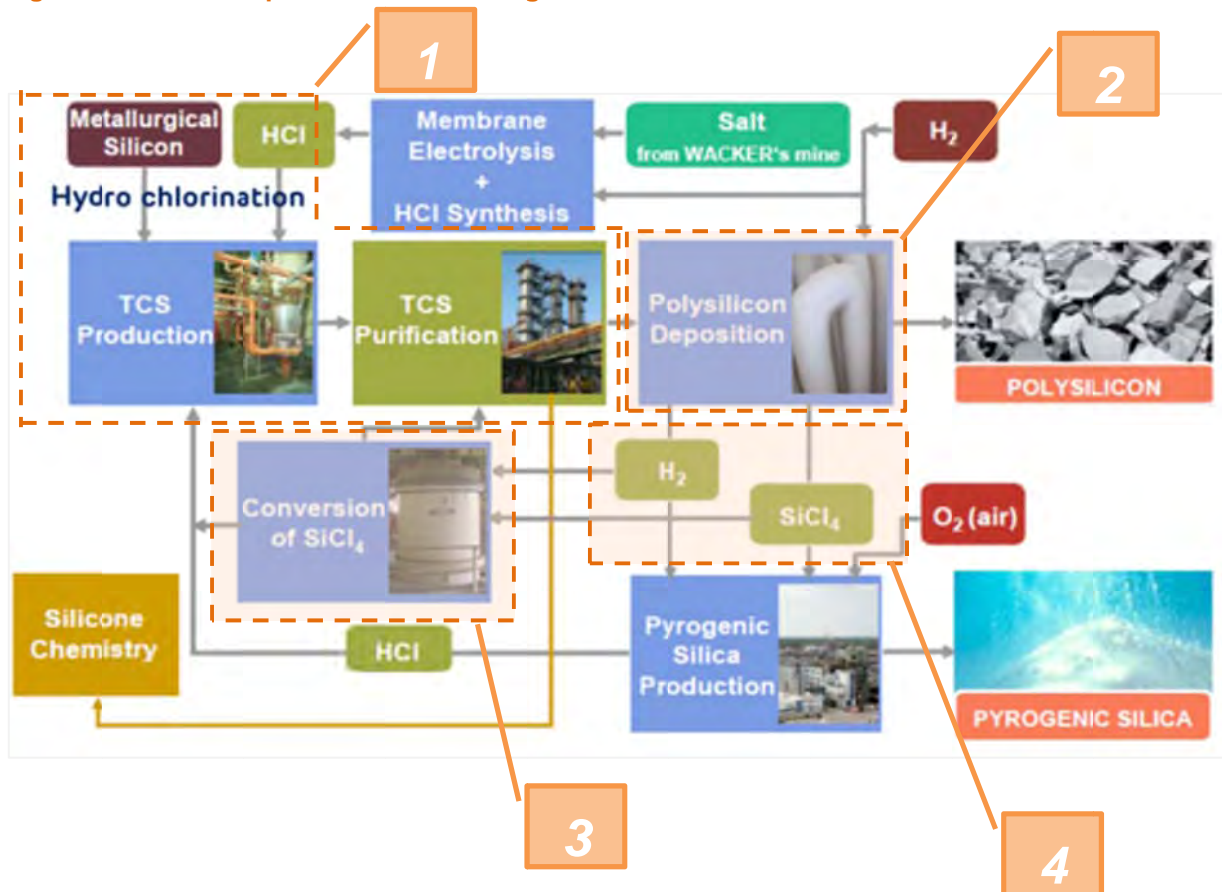 1
2
Metallurgical
Silicon
HCl
Membrane
Electrolysis
+
HCl Synthesis
Salt
from WACKER's mine
H₂
Hydro chlorination
TCS
Production
TCS
Purification
Polysilicon
Deposition
POLYSILICON
Conversion
of SiCl₄
H₂
SiCl₄
O₂ (air)
Silicone
Chemistry
HCl
Pyrogenic
Silica
Production
PYROGENIC SILICA
3
4